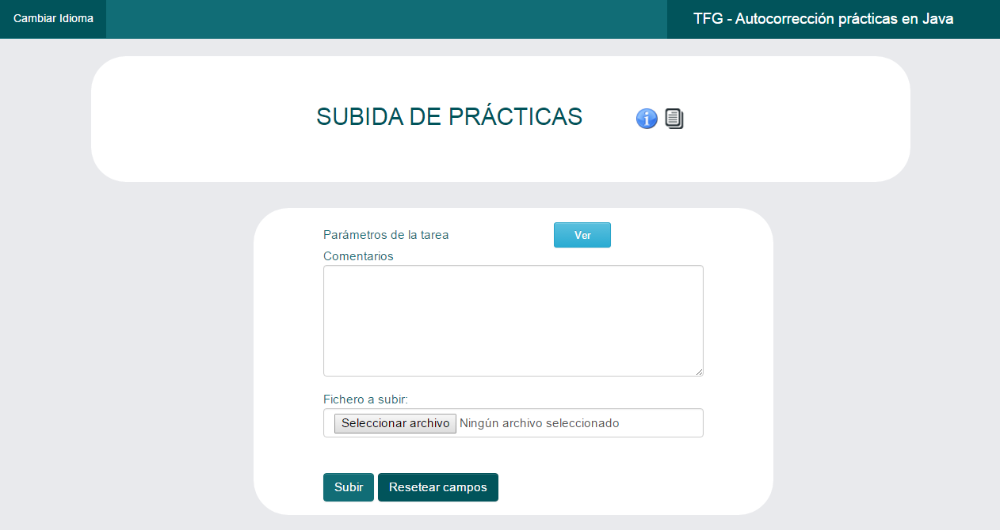 Cambiar Idioma
TFG - Autocorrección prácticas en Java
SUBIDA DE PRÁCTICAS
Parámetros de la tarea
Ver
Comentarios
Fichero a subir:
Seleccionar archivo Ningún archivo seleccionado
Subir
Resetear campos